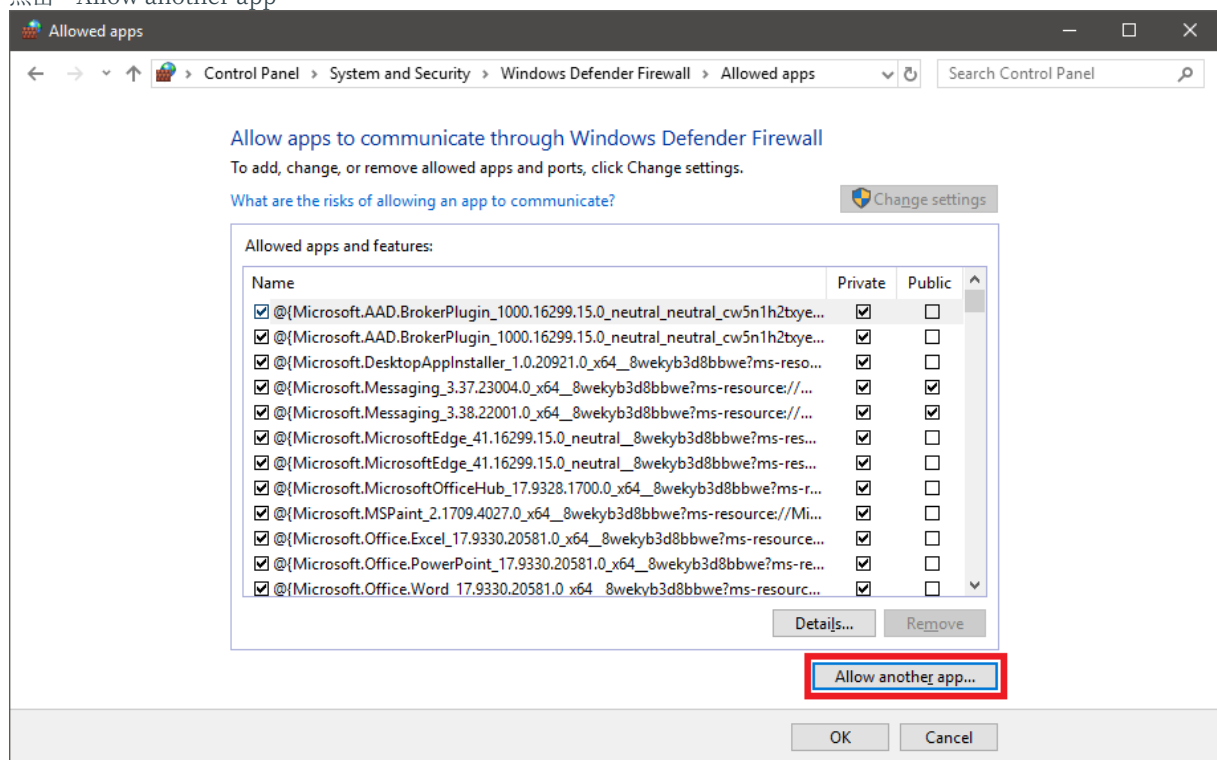 点击 "Allow another app"
Allowed apps
Control Panel > System and Security > Windows Defender Firewall > Allowed apps
Search Control Panel
Allow apps to communicate through Windows Defender Firewall
To add, change, or remove allowed apps and ports, click Change settings.
What are the risks of allowing an app to communicate?
Change settings
Allowed apps and features:
Name Private Public
@{Microsoft.AAD.BrokerPlugin_1000.16299.15.0_neutral_neutral_cw5n1h2txye...
@{Microsoft.AAD.BrokerPlugin_1000.16299.15.0_neutral_neutral_cw5n1h2txye...
@{Microsoft.DesktopAppInstaller_1.0.20921.0_x64__8wekyb3d8bbwe?ms-reso...
@{Microsoft.Messaging_3.37.23004.0_x64__8wekyb3d8bbwe?ms-resource://...
@{Microsoft.Messaging_3.38.22001.0_x64__8wekyb3d8bbwe?ms-resource://...
@{Microsoft.MicrosoftEdge_41.16299.15.0_neutral__8wekyb3d8bbwe?ms-res...
@{Microsoft.MicrosoftEdge_41.16299.15.0_neutral__8wekyb3d8bbwe?ms-res...
@{Microsoft.MicrosoftOfficeHub_17.9328.1700.0_x64__8wekyb3d8bbwe?ms-r...
@{Microsoft.MSPaint_2.1709.4027.0_x64__8wekyb3d8bbwe?ms-resource://Mi...
@{Microsoft.Office.Excel_17.9330.20581.0_x64__8wekyb3d8bbwe?ms-resource...
@{Microsoft.Office.PowerPoint_17.9330.20581.0_x64__8wekyb3d8bbwe?ms-re...
@{Microsoft.Office.Word_17.9330.20581.0_x64__8wekyb3d8bbwe?ms-resourc...
Details... Remove
Allow another app...
OK Cancel